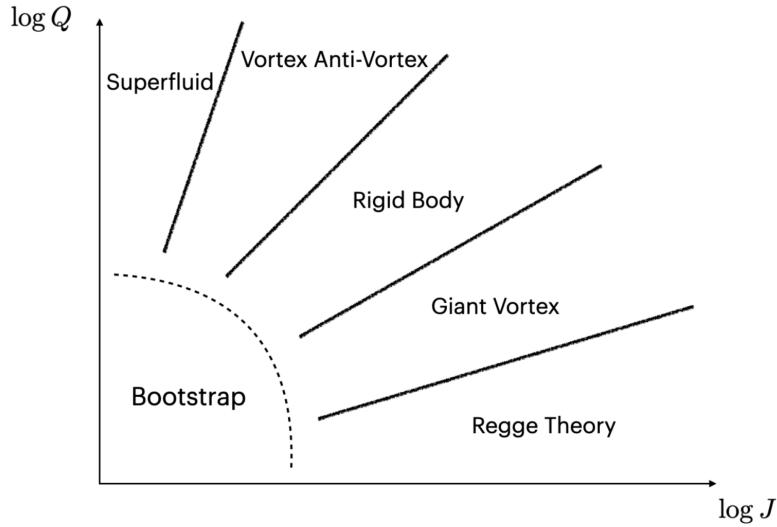 log Q
Vortex Anti-Vortex
Superfluid
Rigid Body
Giant Vortex
Bootstrap
Regge Theory
log J